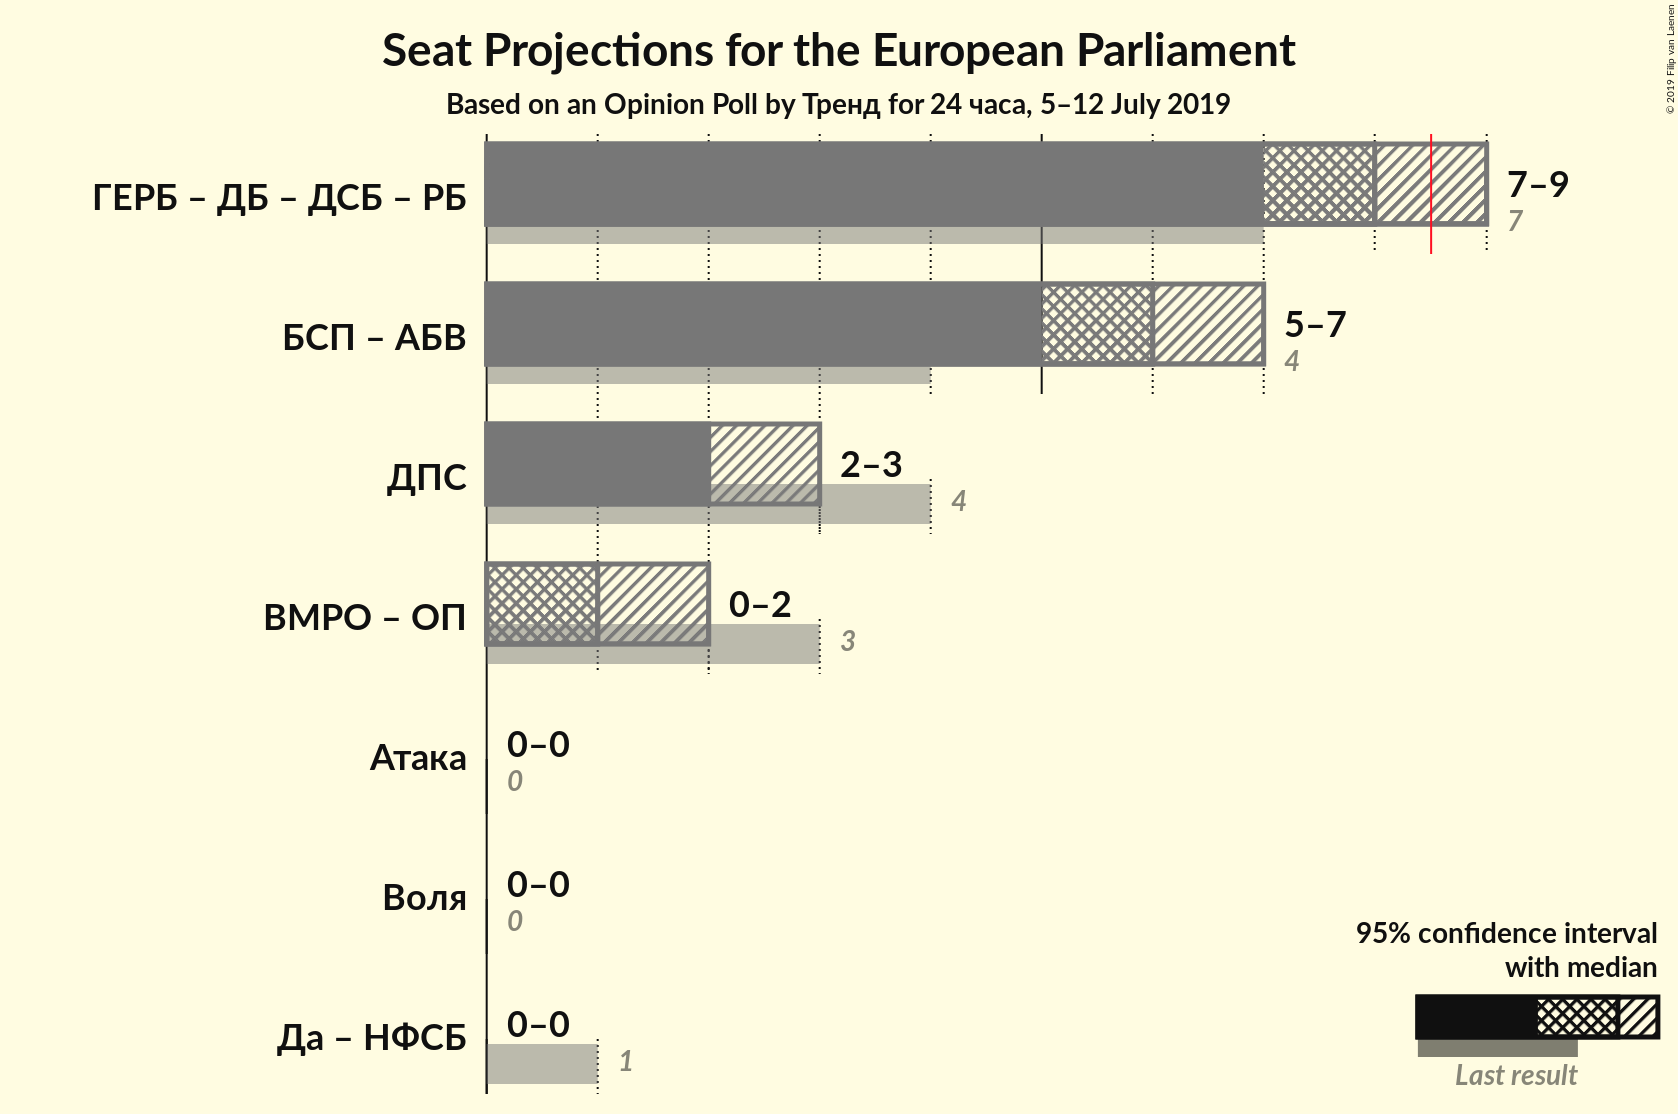 Seat Projections for the European Parliament
Based on an Opinion Poll by Тренд for 24 часа, 5–12 July 2019
© 2019 Filip van Laenen
ГЕРБ – ДБ – ДСБ – РБ
7–9
7
БСП – АБВ
5–7
4
ДПС
2–3
4
ВМРО – ОП
0–2
3
Атака
0–0
0
Воля
0–0
0
Да – НФСБ
0–0
1
95% confidence interval
with median
Last result